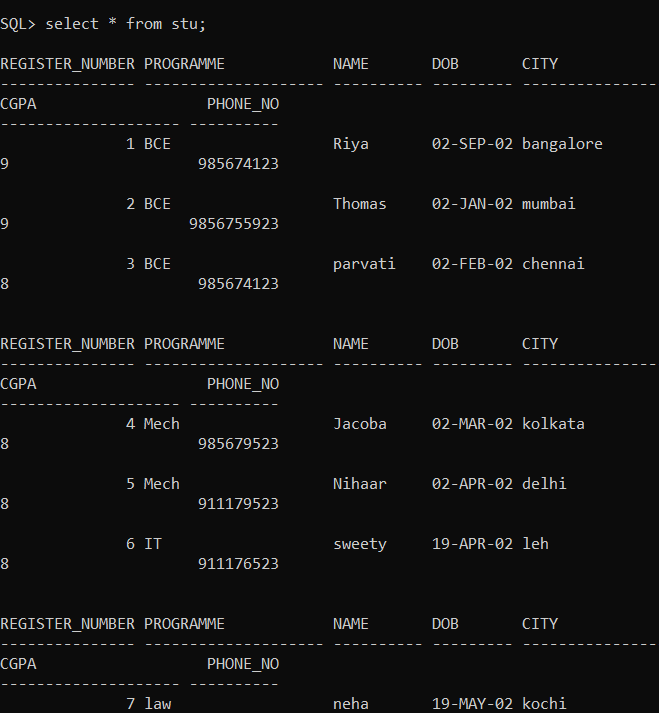 SQL> select * from stu;
REGISTER_NUMBER PROGRAMME            NAME       DOB       CITY
--------------- -------------------- ---------- --------- ---------------
CGPA                   PHONE_NO
-------------------- ----------
              1 BCE                  Riya       02-SEP-02 bangalore
9                     985674123
              2 BCE                  Thomas     02-JAN-02 mumbai
9                    9856755923
              3 BCE                  parvati    02-FEB-02 chennai
8                     985674123
REGISTER_NUMBER PROGRAMME            NAME       DOB       CITY
--------------- -------------------- ---------- --------- ---------------
CGPA                   PHONE_NO
-------------------- ----------
              4 Mech                 Jacoba     02-MAR-02 kolkata
8                     985679523
              5 Mech                 Nihaar     02-APR-02 delhi
8                     911179523
              6 IT                   sweety     19-APR-02 leh
8                     911176523
REGISTER_NUMBER PROGRAMME            NAME       DOB       CITY
--------------- -------------------- ---------- --------- ---------------
CGPA                   PHONE_NO
-------------------- ----------
              7 law                  neha       19-MAY-02 kochi